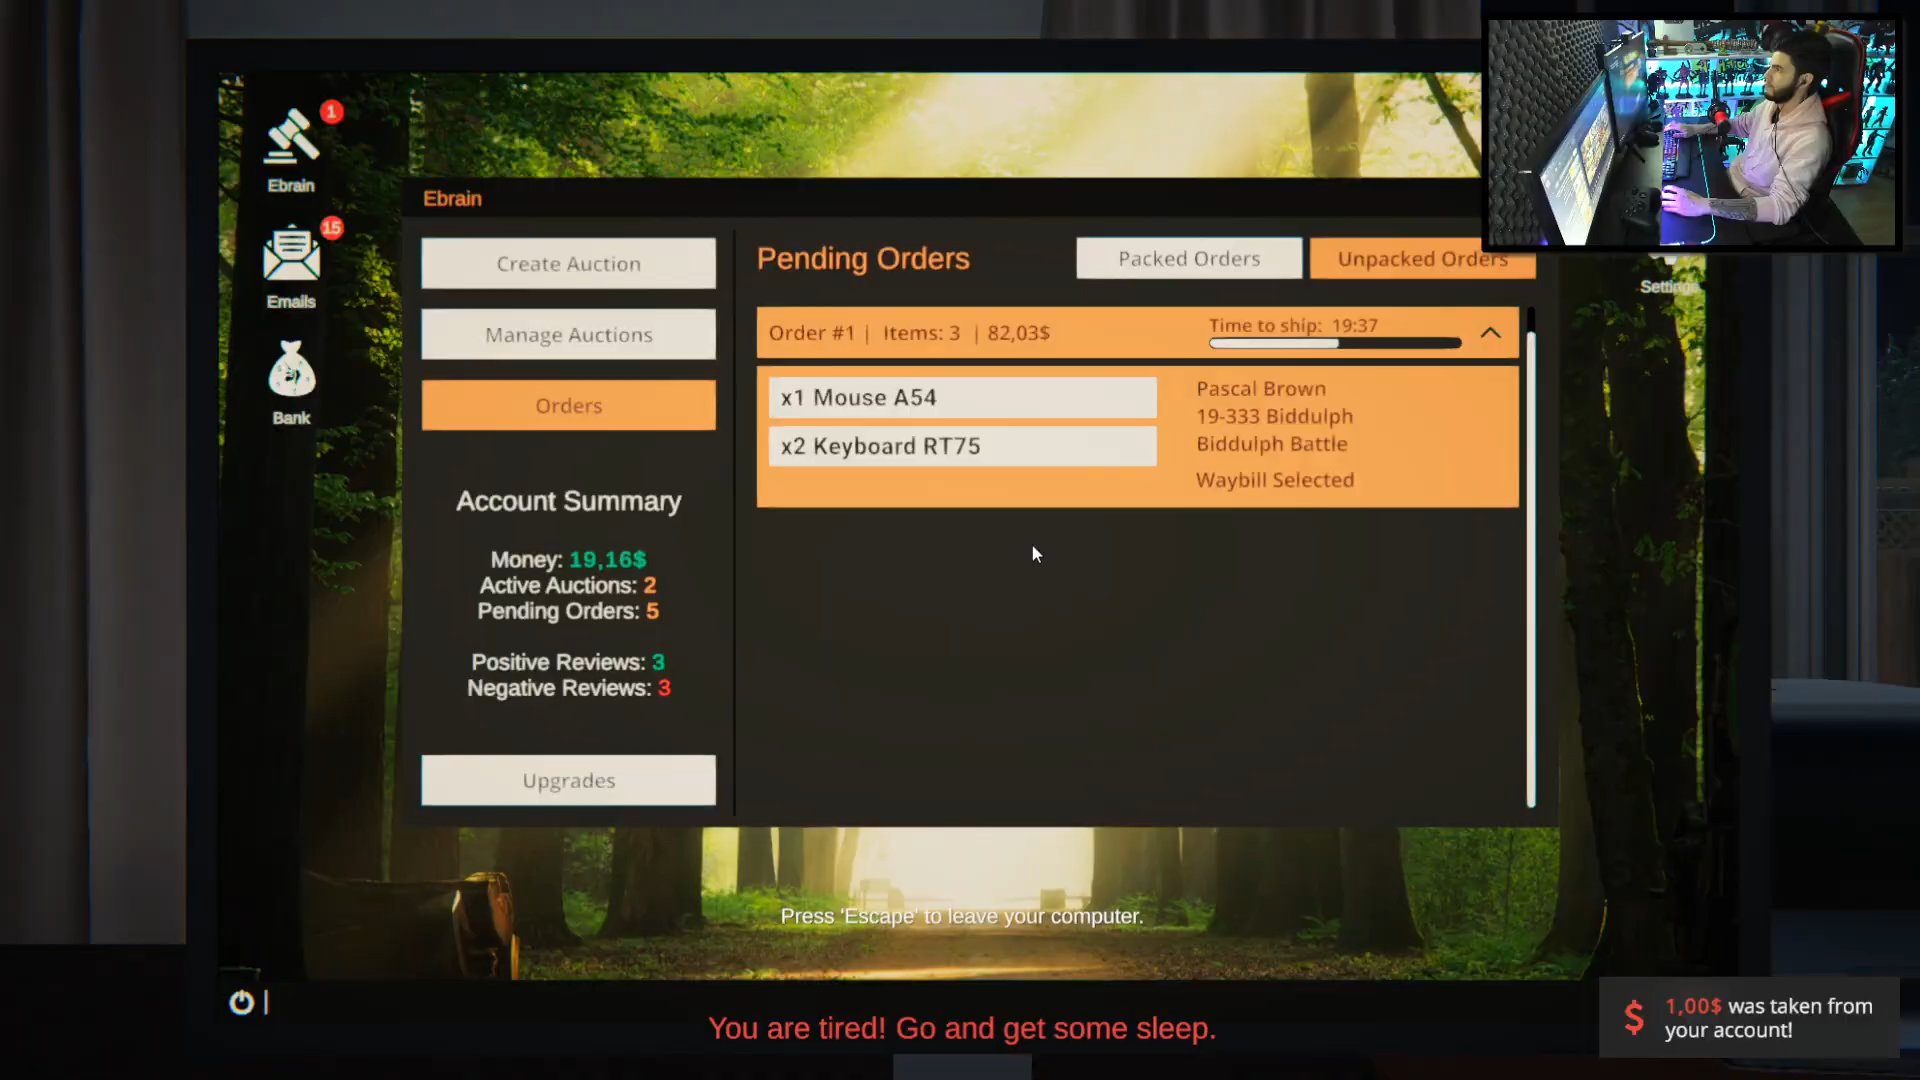 1
Ebrain
15
Emails
Bank
Ebrain
Create Auction
Manage Auctions
Orders
Account Summary
Money: 19,16$
Active Auctions: 2
Pending Orders: 5
Positive Reviews: 3
Negative Reviews: 3
Upgrades
Pending Orders
Packed Orders
Unpacked Orders
Order #1 | Items: 3 | 82,03$
Time to ship: 19:37
x1 Mouse A54
x2 Keyboard RT75
Pascal Brown
19-333 Biddulph
Biddulph Battle
Waybill Selected
Settings
Press 'Escape' to leave your computer.
You are tired! Go and get some sleep.
$
1,00$ was taken from
your account!